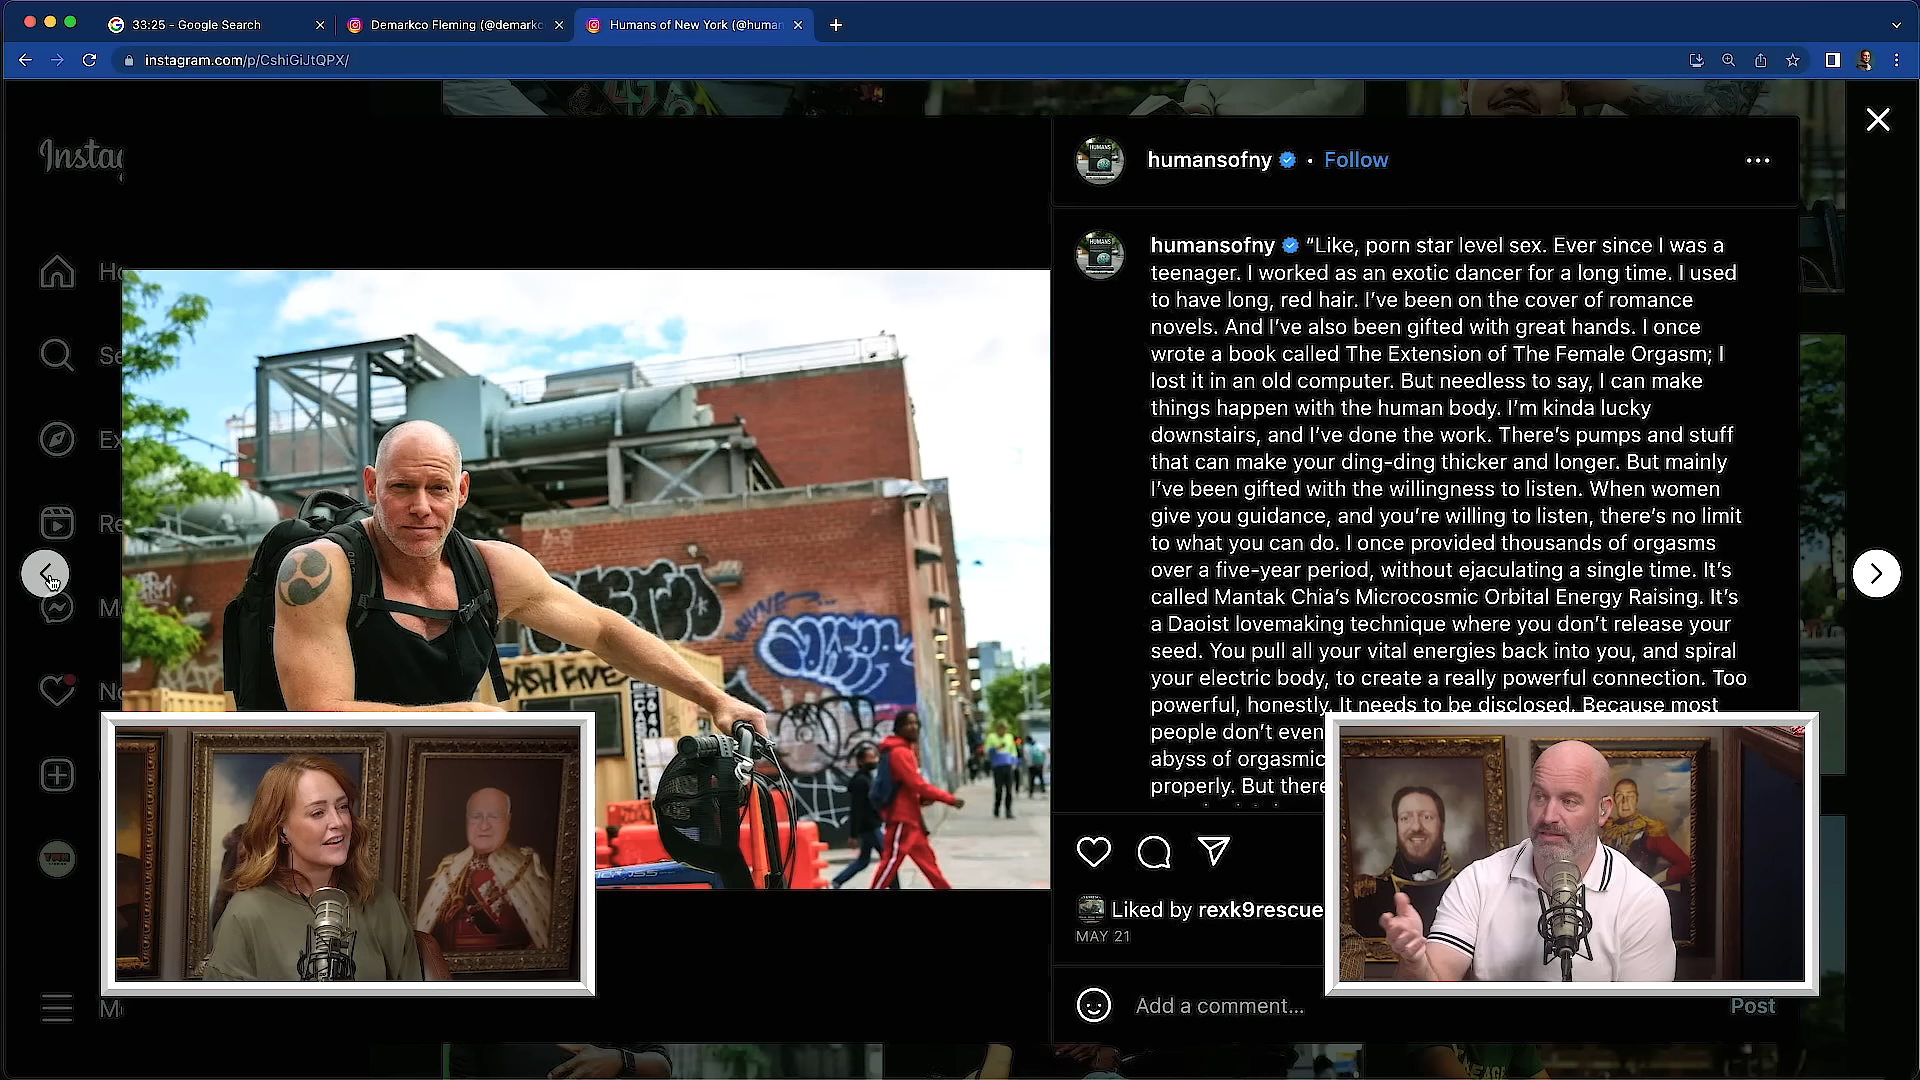 33:25 - Google Search
Demarkco Fleming (@demarkc
Humans of New York (@human
instagram.com/p/CshiGiJtQPX/
Instag
humansofny • Follow
humansofny “Like, porn star level sex. Ever since I was a
teenager. I worked as an exotic dancer for a long time. I used
to have long, red hair. I’ve been on the cover of romance
novels. And I’ve also been gifted with great hands. I once
wrote a book called The Extension of The Female Orgasm; I
lost it in an old computer. But needless to say, I can make
things happen with the human body. I’m kinda lucky
downstairs, and I’ve done the work. There’s pumps and stuff
that can make your ding-ding thicker and longer. But mainly
I’ve been gifted with the willingness to listen. When women
give you guidance, and you’re willing to listen, there’s no limit
to what you can do. I once provided thousands of orgasms
over a five-year period, without ejaculating a single time. It’s
called Mantak Chia’s Microcosmic Orbital Energy Raising. It’s
a Daoist lovemaking technique where you don’t release your
seed. You pull all your vital energies back into you, and spiral
your electric body, to create a really powerful connection. Too
powerful, honestly. It needs to be disclosed. Because most
people don’t even
abyss of orgasmic
properly. But there
Ho
Se
Ex
Re
M
No
M
DASH FIVE
HUMANS
HUMANS
Liked by rexk9rescue
MAY 21
Add a comment...
Post